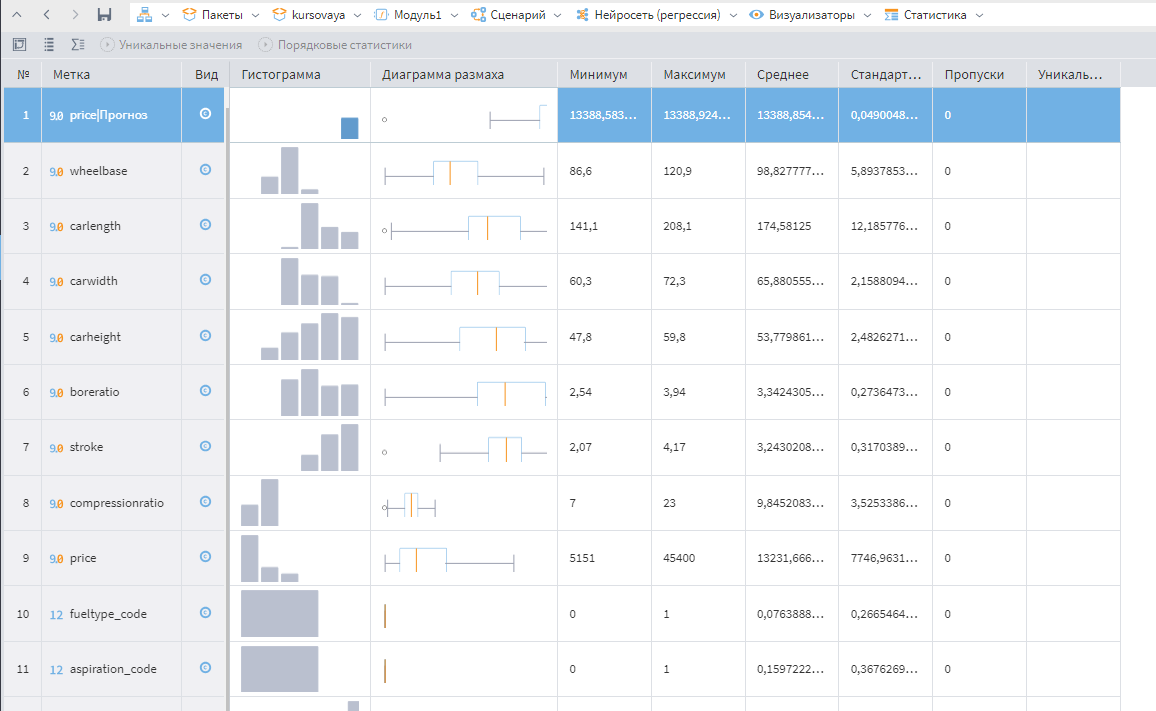 Пакеты kursovaya Модуль1 Сценарий Нейросеть (регрессия) Визуализаторы Статистика
Уникальные значения Порядковые статистики
№ Метка Вид Гистограмма Диаграмма размаха Минимум Максимум Среднее Стандарт... Пропуски Уникаль...
1 9.0 price|Прогноз 13388,583... 13388,924... 13388,854... 0,0490048... 0
2 9.0 wheelbase 86,6 120,9 98,827777... 5,8937853... 0
3 9.0 carlength 141,1 208,1 174,58125 12,185776... 0
4 9.0 carwidth 60,3 72,3 65,880555... 2,1588094... 0
5 9.0 carheight 47,8 59,8 53,779861... 2,4826271... 0
6 9.0 boreratio 2,54 3,94 3,3424305... 0,2736473... 0
7 9.0 stroke 2,07 4,17 3,2430208... 0,3170389... 0
8 9.0 compressionratio 7 23 9,8452083... 3,5253386... 0
9 9.0 price 5151 45400 13231,666... 7746,9631... 0
10 12 fueltype_code 0 1 0,0763888... 0,2665464... 0
11 12 aspiration_code 0 1 0,1597222... 0,3676269... 0